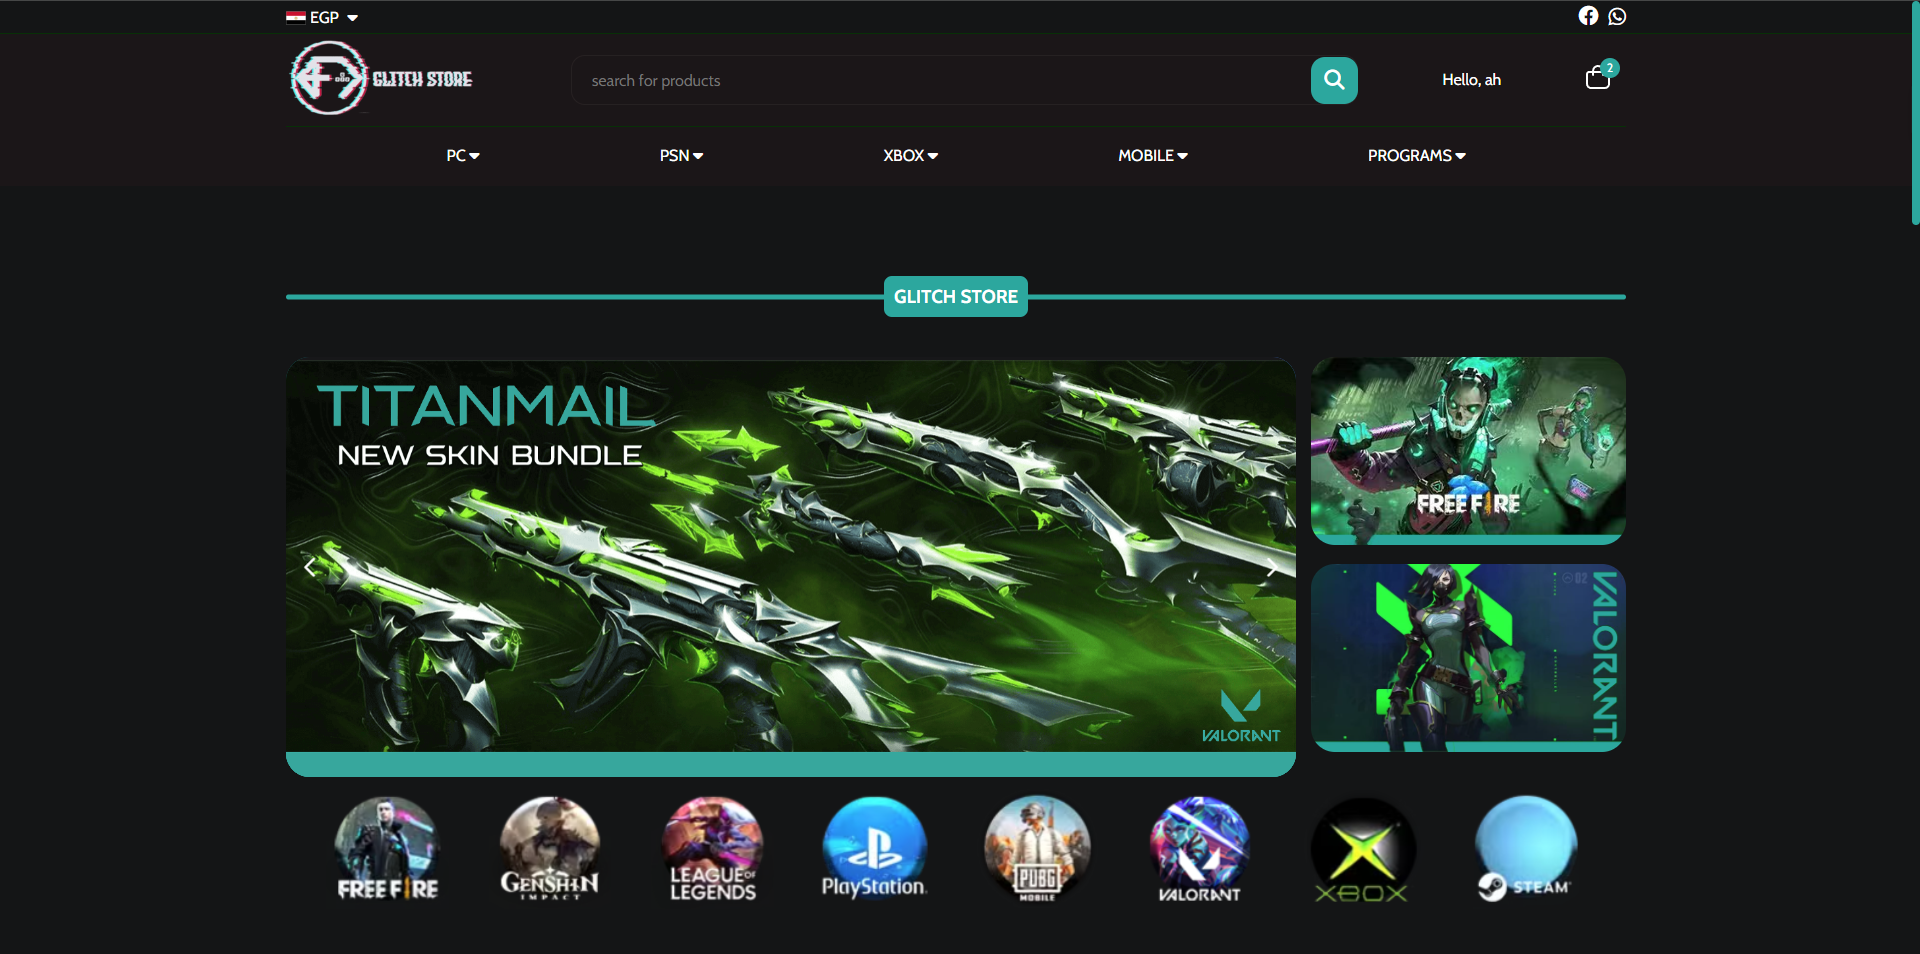 EGP
GLITCH STORE
search for products
Hello, ah
2
PC
PSN
XBOX
MOBILE
PROGRAMS
GLITCH STORE
TITANMAIL
NEW SKIN BUNDLE
VALORANT
FREE FIRE
VALORANT
FREE FIRE
GENSHIN
IMPACT
LEAGUE OF
LEGENDS
PlayStation
PUBG
MOBILE
VALORANT
XBOX
STEAM